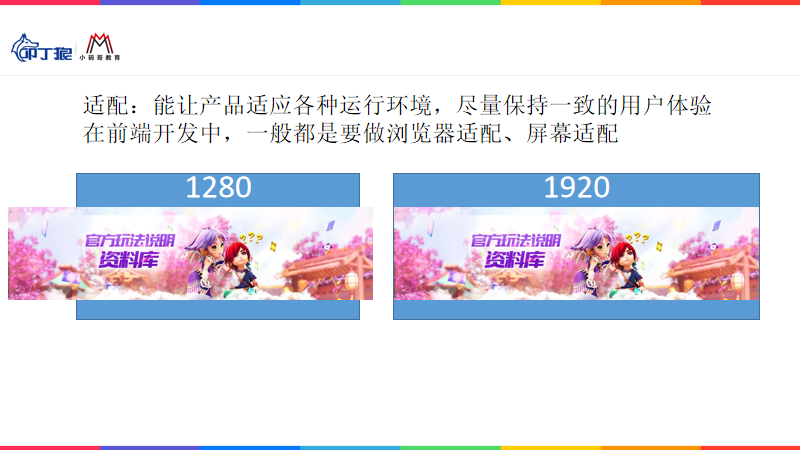 叩丁狼
小码哥教育
适配：能让产品适应各种运行环境，尽量保持一致的用户体验
在前端开发中，一般都是要做浏览器适配、屏幕适配
1280
1920
官方玩法说明
资料库
???
官方玩法说明
资料库
???